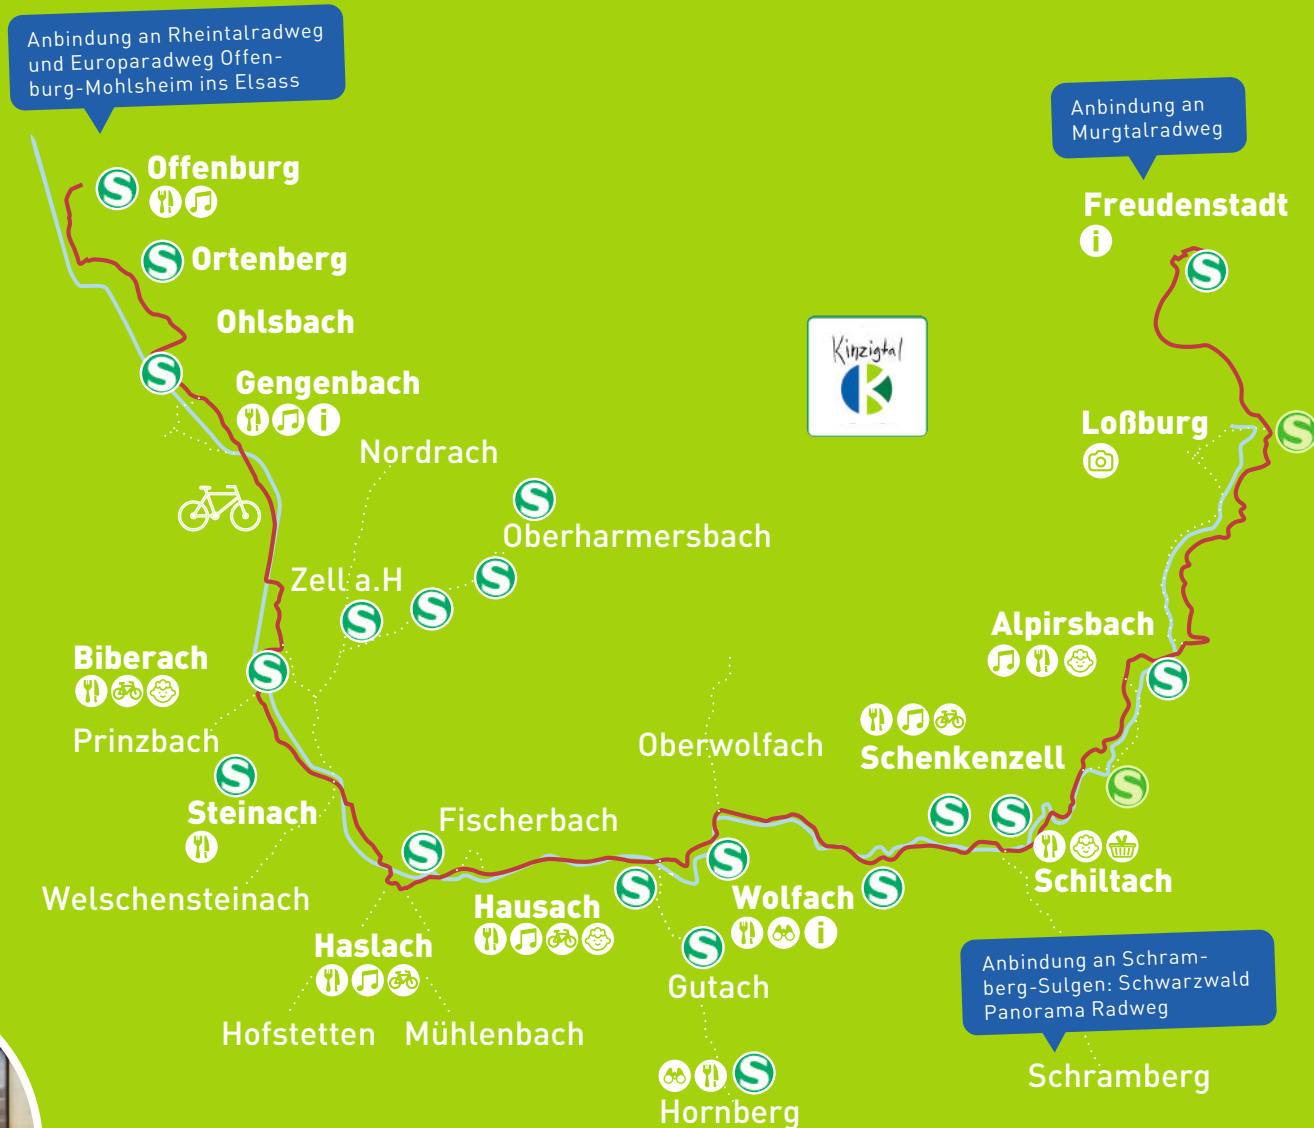 Anbindung an Rheintalradweg
und Europaradweg Offen-
burg-Mohlsheim ins Elsass
Anbindung an
Murgtalradweg
S Offenburg
Freudenstadt
i
S
S Ortenberg
Ohlsbach
S
Kinzigtal
K
Gengenbach
i
Loßburg
S
Nordrach
S
Oberharmersbach
S
Zell a.H
S
S
Alpirsbach
S
Biberach
S
Prinzbach
Oberwolfach
Schenkenzell
S
S
Steinach
Fischerbach
S
S
S
Schiltach
Welschensteinach
S
Hausach
S
Wolfach
i
S
Haslach
S
Gutach
Anbindung an Schram-
berg-Sulgen: Schwarzwald
Panorama Radweg
Hofstetten
Mühlenbach
Schramberg
S
Hornberg